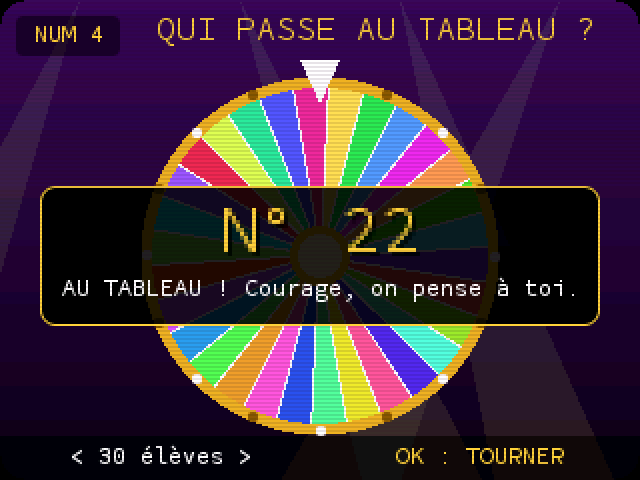 NUM 4
QUI PASSE AU TABLEAU ?
N° 22
AU TABLEAU ! Courage, on pense à toi.
< 30 élèves >
OK : TOURNER